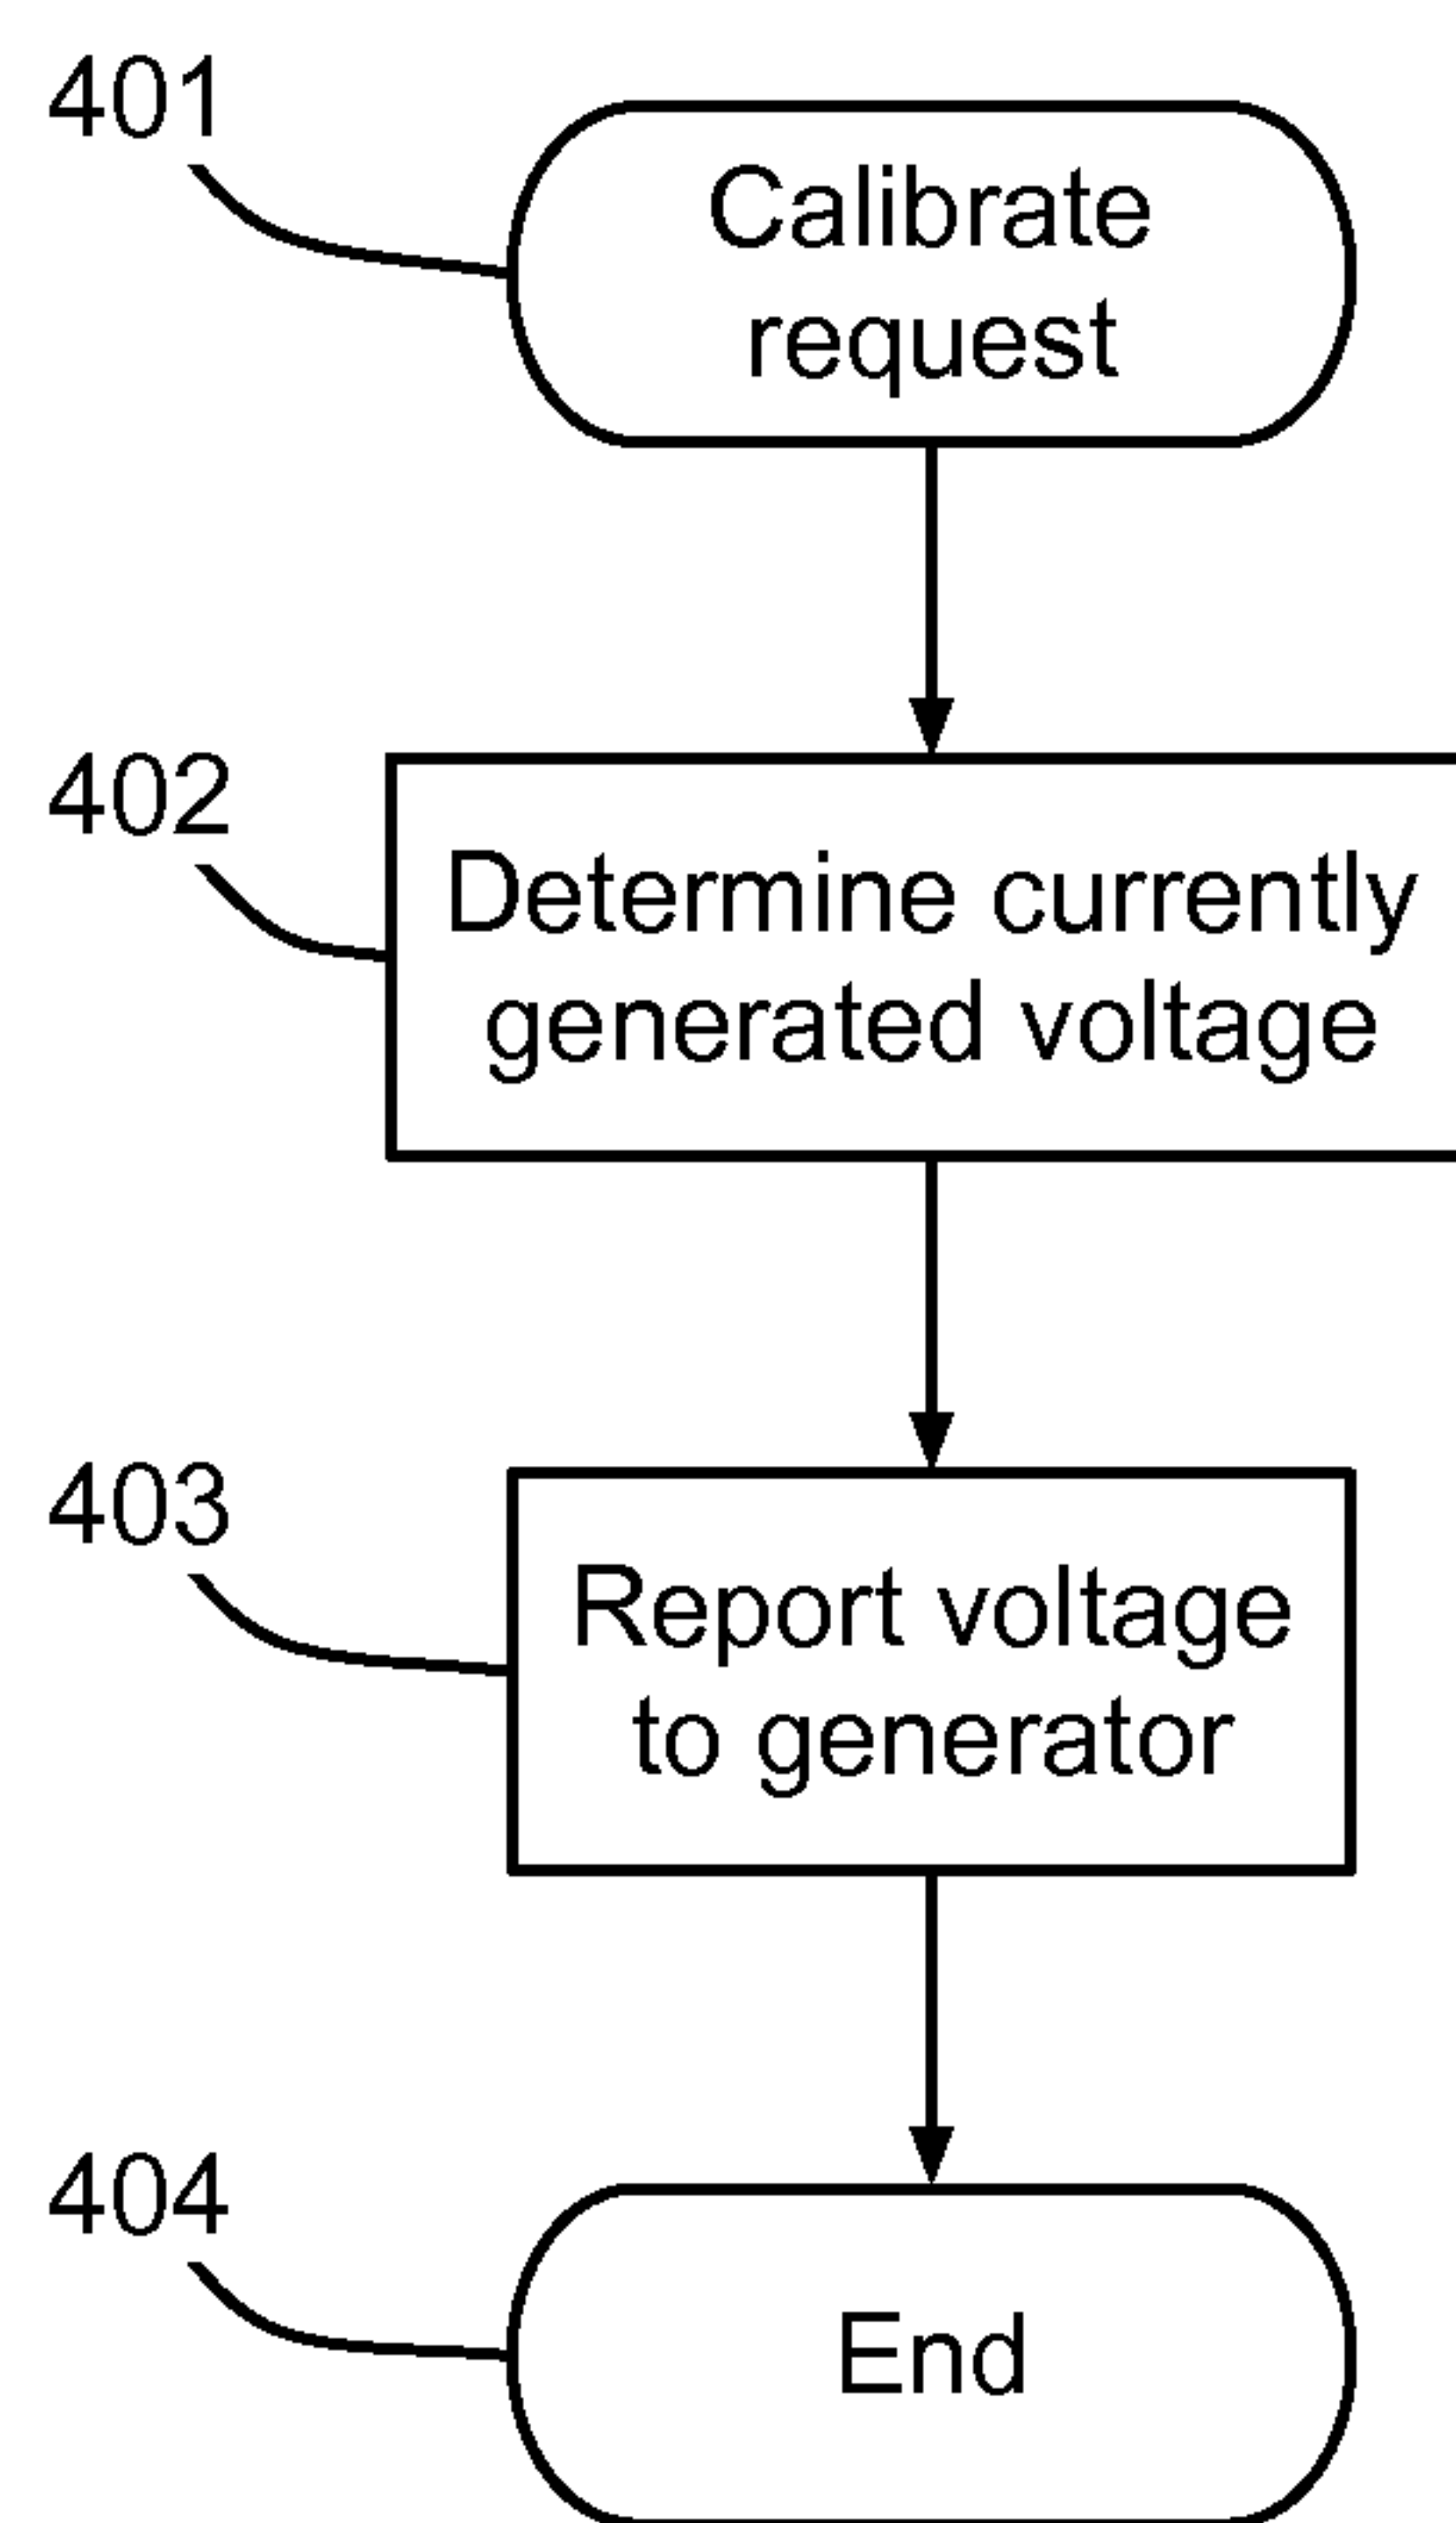 401
Calibrate
request
402
Determine currently
generated voltage
403
Report voltage
to generator
404
End